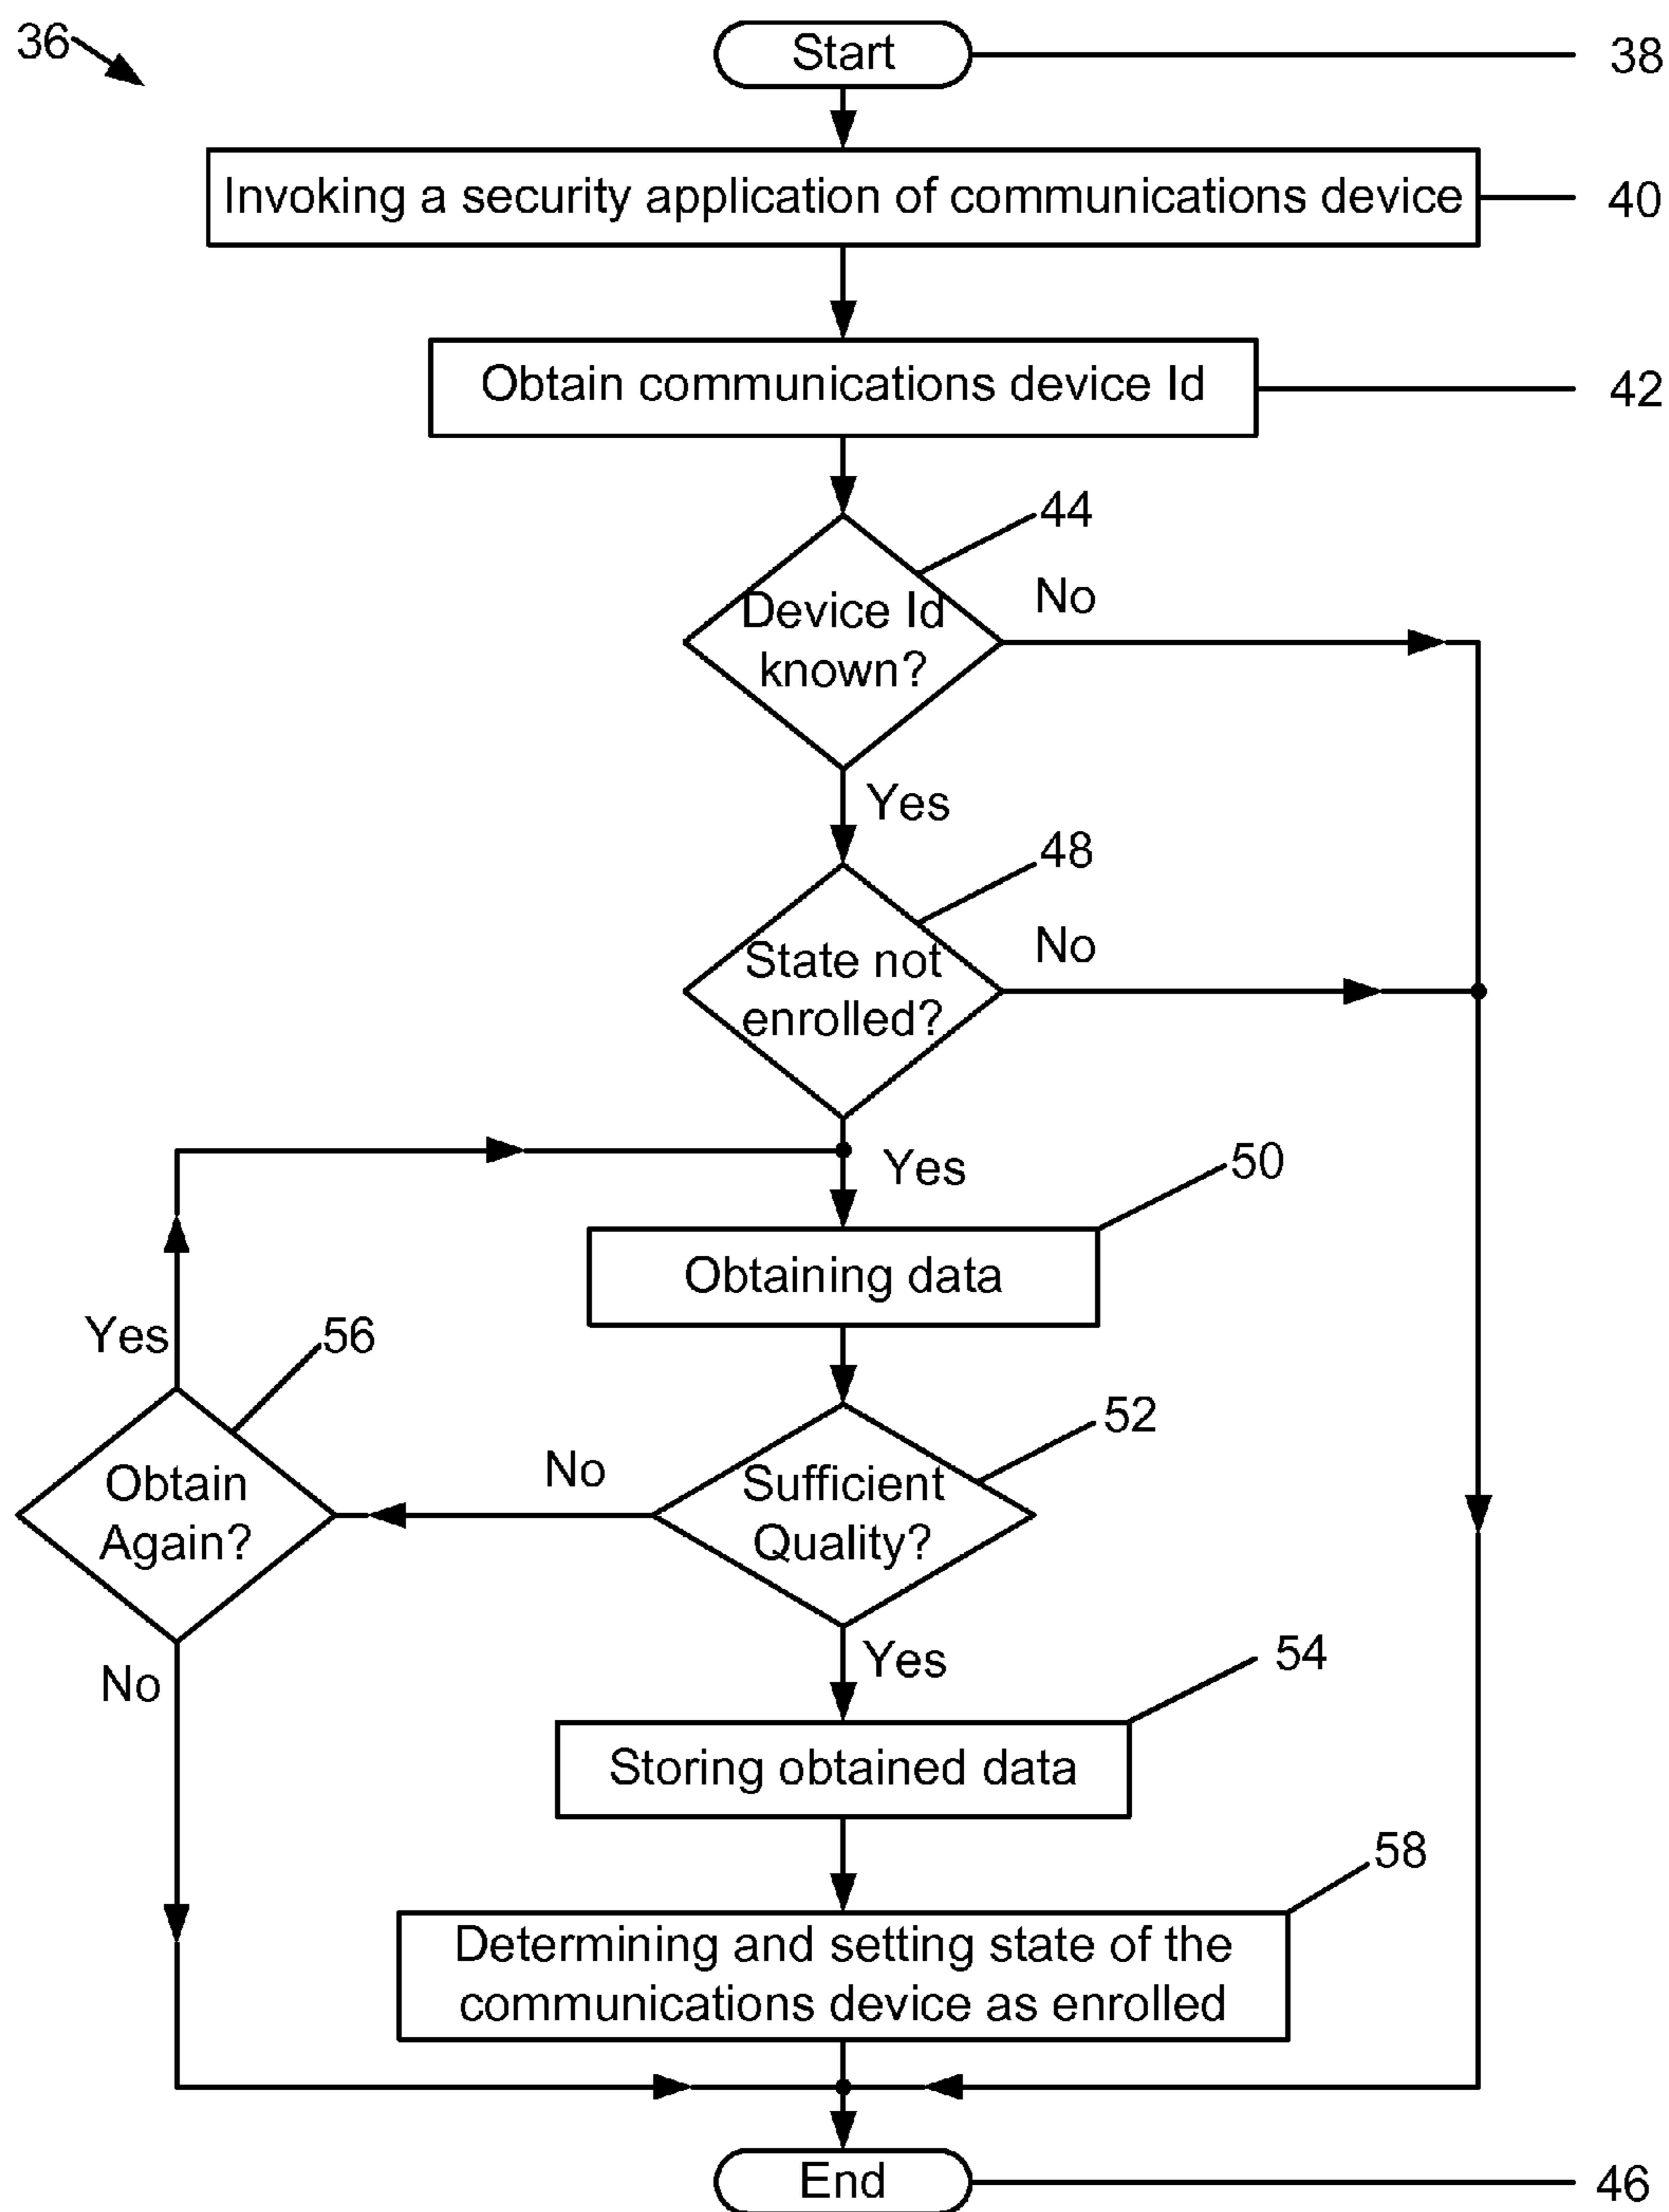 36
Start
38
Invoking a security application of communications device
40
Obtain communications device Id
42
44
Device Id
known?
No
Yes
48
State not
enrolled?
No
Yes
50
Obtaining data
Yes
56
52
Obtain
Again?
No
Sufficient
Quality?
No
Yes
54
Storing obtained data
58
Determining and setting state of the
communications device as enrolled
End
46